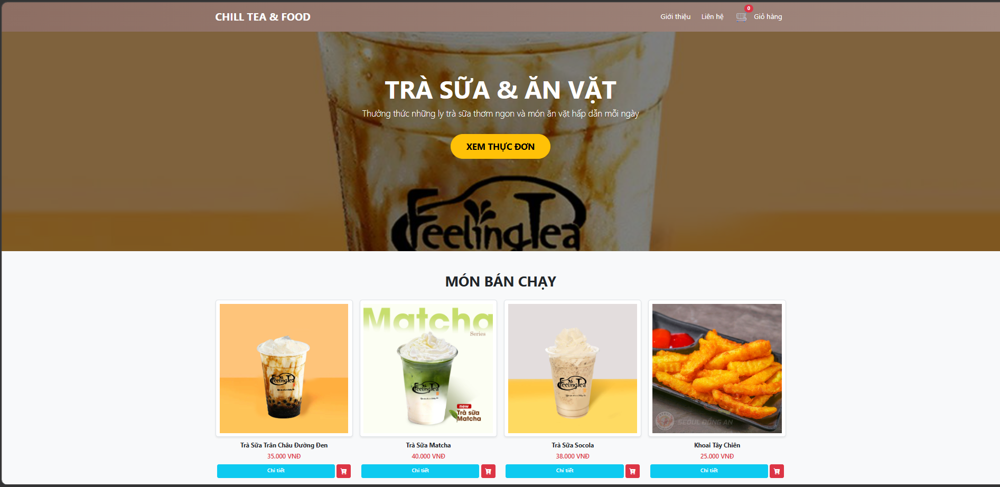 CHILL TEA & FOOD
Giới thiệu
Liên hệ
0
Giỏ hàng
TRÀ SỮA & ĂN VẶT
Thưởng thức những ly trà sữa thơm ngon và món ăn vặt hấp dẫn mỗi ngày
XEM THỰC ĐƠN
FeelingTea
MÓN BÁN CHẠY
FeelingTea
Matcha
Series
FeelingTea
new
Trà sữa
Matcha
FeelingTea
SEOUL ĐÔNG AN
Trà Sữa Trân Châu Đường Đen
35.000 VNĐ
Chi tiết
Trà Sữa Matcha
40.000 VNĐ
Chi tiết
Trà Sữa Socola
38.000 VNĐ
Chi tiết
Khoai Tây Chiên
25.000 VNĐ
Chi tiết